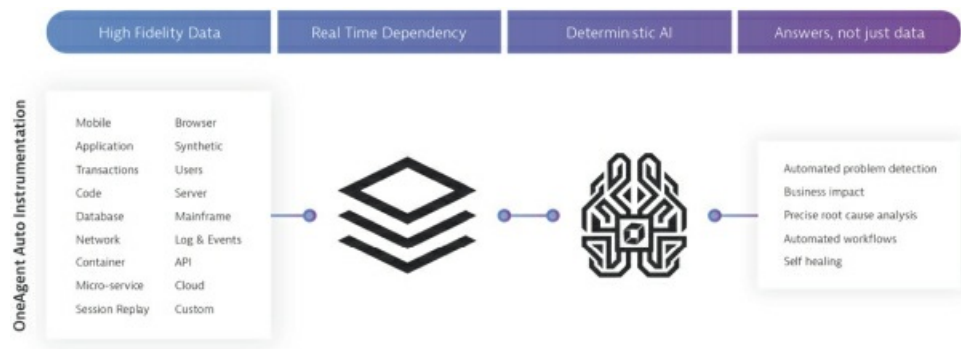 High Fidelity Data
Real Time Dependency
Deterministic AI
Answers, not just data
OneAgent Auto Instrumentation
Mobile Browser
Application Synthetic
Transactions Users
Code Server
Database Mainframe
Network Log & Events
Container API
Micro-service Cloud
Session Replay Custom
Automated problem detection
Business impact
Precise root cause analysis
Automated workflows
Self healing